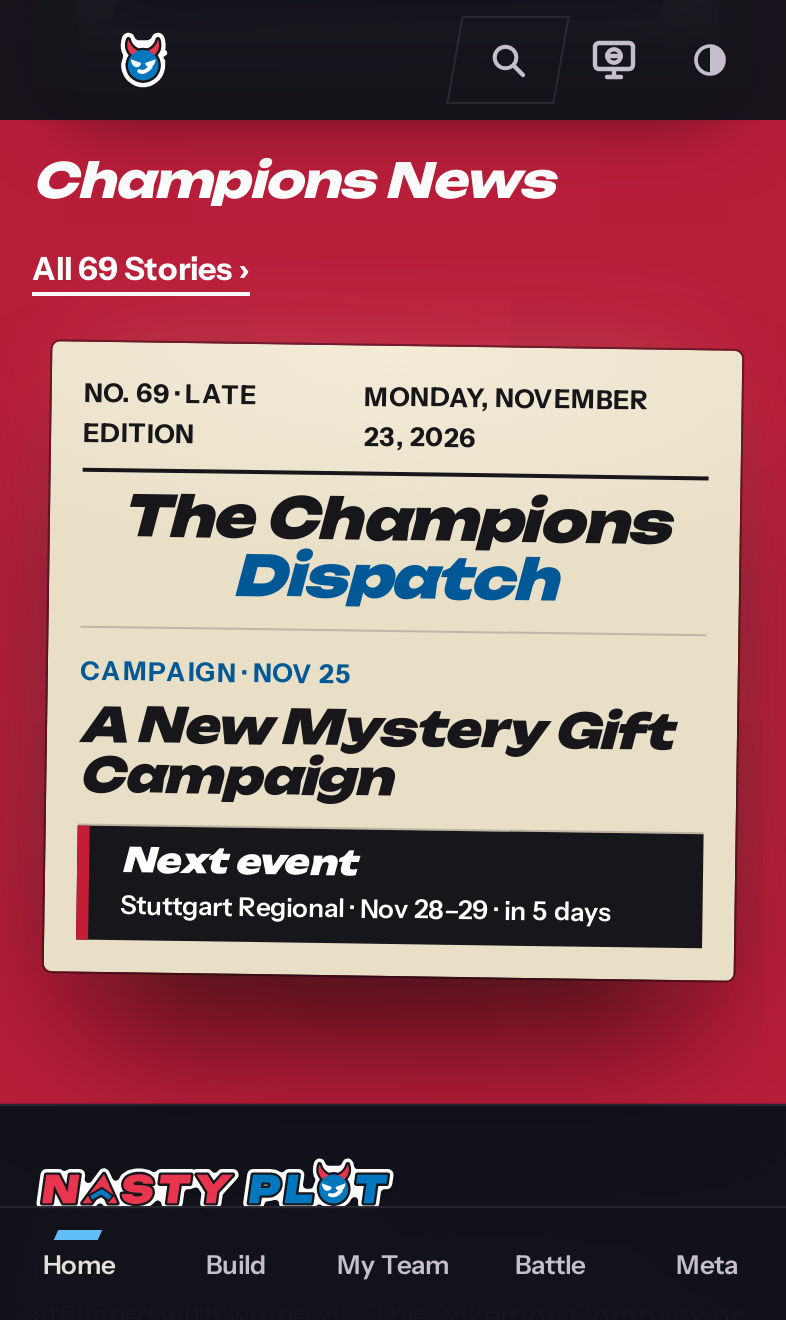 Champions News
All 69 Stories ›
NO. 69 · LATE EDITION
MONDAY, NOVEMBER 23, 2026
The Champions
Dispatch
CAMPAIGN · NOV 25
A New Mystery Gift
Campaign
Next event
Stuttgart Regional · Nov 28–29 · in 5 days
NASTY PLOT
Home Build My Team Battle Meta